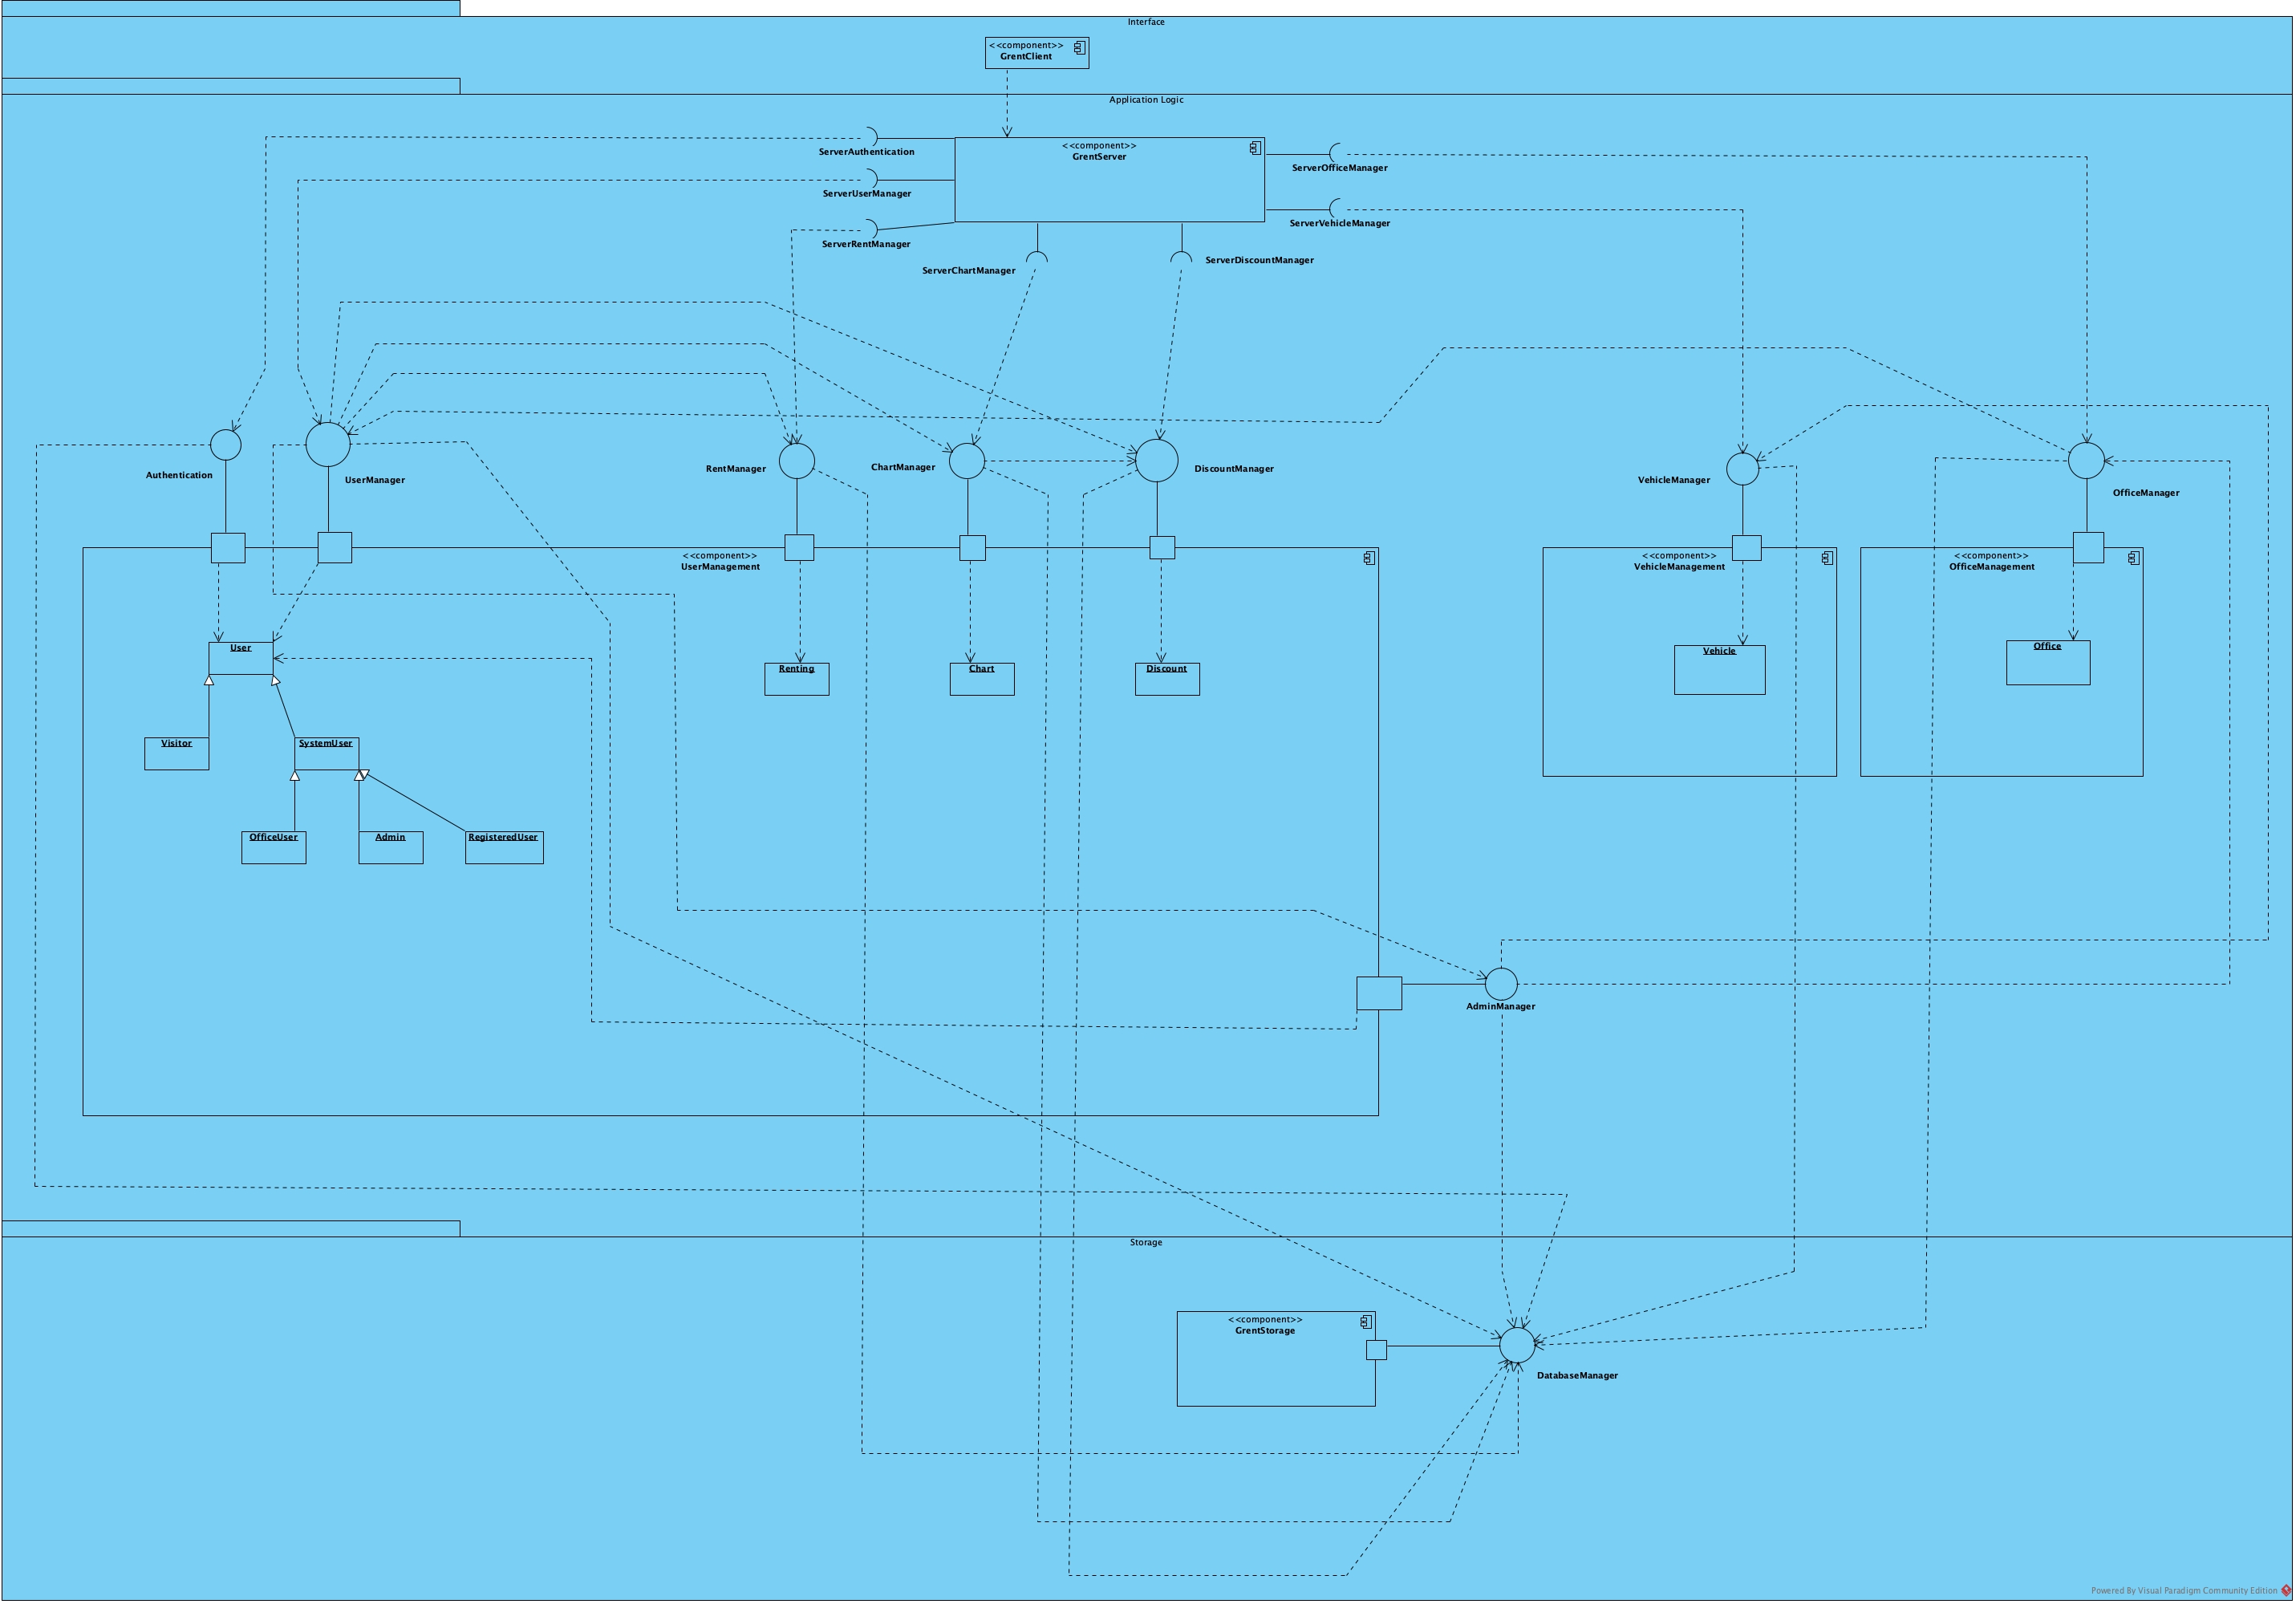 Interface
<<component>>
GrentClient
Application Logic
<<component>>
GrentServer
ServerAuthentication
ServerOfficeManager
ServerUserManager
ServerVehicleManager
ServerRentManager
ServerDiscountManager
ServerChartManager
Authentication
UserManager
RentManager
ChartManager
DiscountManager
VehicleManager
OfficeManager
<<component>>
UserManagement
<<component>>
VehicleManagement
<<component>>
OfficeManagement
User
Renting
Chart
Discount
Vehicle
Office
Visitor
SystemUser
OfficeUser
Admin
RegisteredUser
AdminManager
Storage
<<component>>
GrentStorage
DatabaseManager
Powered By Visual Paradigm Community Edition